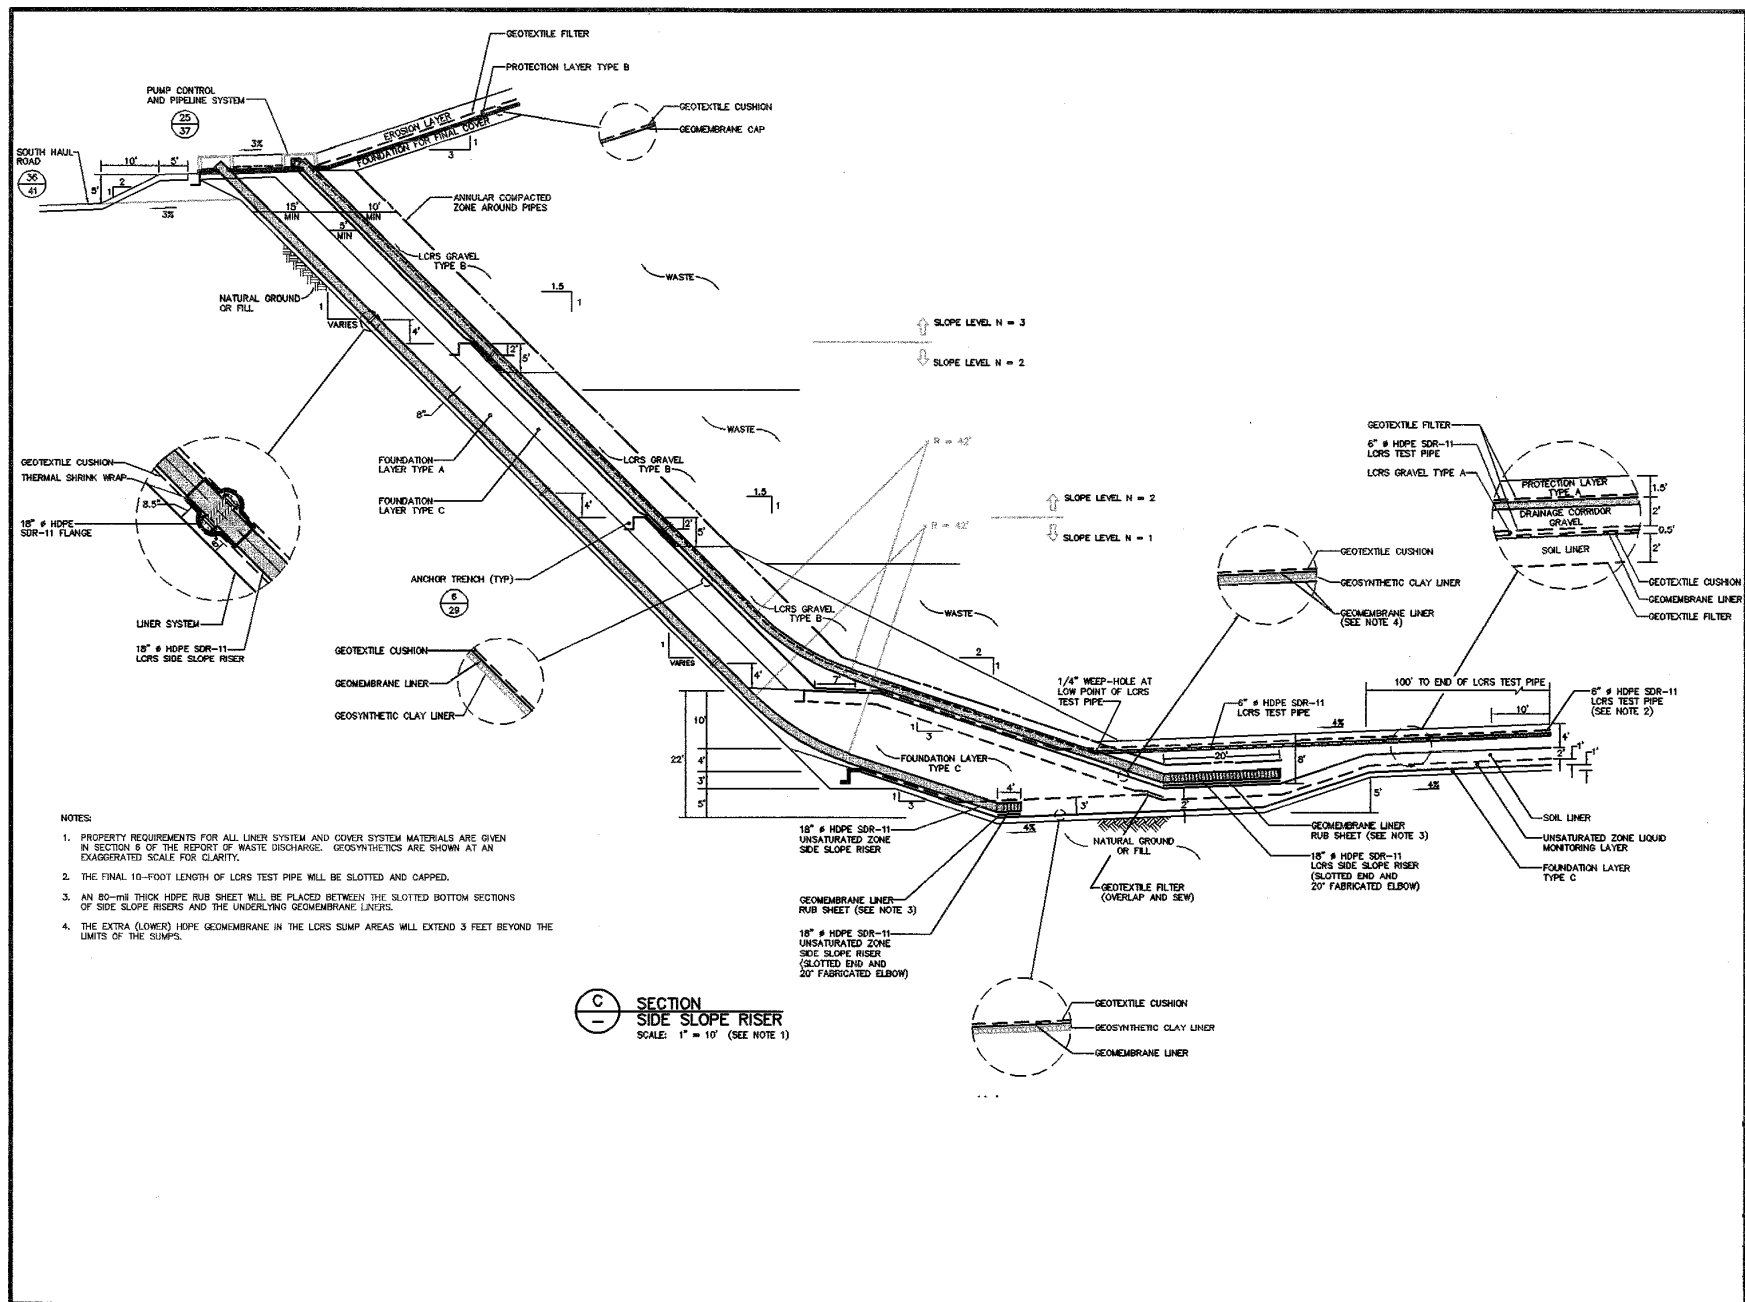 GEOTEXTILE FILTER
PROTECTION LAYER TYPE B
PUMP CONTROL
AND PIPELINE SYSTEM
25
37
GEOTEXTILE CUSHION
GEOMEMBRANE CAP
EROSION LAYER
FOUNDATION FOR FINAL COVER
1
3
3%
SOUTH HAUL
ROAD
36
41
10'
5'
5'
2
1
3%
15'
MIN
10'
MIN
5'
MIN
ANNULAR COMPACTED
ZONE AROUND PIPES
LCRS GRAVEL
TYPE B
WASTE
NATURAL GROUND
OR FILL
1
VARIES
4'
1.5
1
2'
5'
SLOPE LEVEL N = 3
SLOPE LEVEL N = 2
8"
WASTE
R = 42'
FOUNDATION
LAYER TYPE A
LCRS GRAVEL
TYPE B
FOUNDATION
LAYER TYPE C
4'
1.5
1
2'
5'
SLOPE LEVEL N = 2
SLOPE LEVEL N = 1
R = 42'
GEOTEXTILE CUSHION
THERMAL SHRINK WRAP
8.5"
18" ø HDPE
SDR-11 FLANGE
6"
LINER SYSTEM
18" ø HDPE SDR-11
LCRS SIDE SLOPE RISER
ANCHOR TRENCH (TYP)
6
29
GEOTEXTILE CUSHION
GEOMEMBRANE LINER
GEOSYNTHETIC CLAY LINER
LCRS GRAVEL
TYPE B
WASTE
1
VARIES
4'
7'
2
1
GEOTEXTILE FILTER
6" ø HDPE SDR-11
LCRS TEST PIPE
LCRS GRAVEL TYPE A
PROTECTION LAYER
TYPE A
DRAINAGE CORRIDOR
GRAVEL
SOIL LINER
1.5'
2'
0.5'
2'
GEOTEXTILE CUSHION
GEOMEMBRANE LINER
GEOTEXTILE FILTER
GEOTEXTILE CUSHION
GEOSYNTHETIC CLAY LINER
GEOMEMBRANE LINER
(SEE NOTE 4)
1/4" WEEP-HOLE AT
LOW POINT OF LCRS
TEST PIPE
6" ø HDPE SDR-11
LCRS TEST PIPE
100' TO END OF LCRS TEST PIPE
10'
6" ø HDPE SDR-11
LCRS TEST PIPE
(SEE NOTE 2)
4%
4'
2'
1'
1'
20'
8'
5'
4%
22'
10'
4'
3'
5'
1
3
FOUNDATION LAYER
TYPE C
1
3
4'
4%
3'
2'
18" ø HDPE SDR-11
UNSATURATED ZONE
SIDE SLOPE RISER
NATURAL GROUND
OR FILL
GEOMEMBRANE LINER
RUB SHEET (SEE NOTE 3)
18" ø HDPE SDR-11
LCRS SIDE SLOPE RISER
(SLOTTED END AND
20° FABRICATED ELBOW)
SOIL LINER
UNSATURATED ZONE LIQUID
MONITORING LAYER
FOUNDATION LAYER
TYPE C
GEOTEXTILE FILTER
(OVERLAP AND SEW)
GEOMEMBRANE LINER
RUB SHEET (SEE NOTE 3)
18" ø HDPE SDR-11
UNSATURATED ZONE
SIDE SLOPE RISER
(SLOTTED END AND
20° FABRICATED ELBOW)
GEOTEXTILE CUSHION
GEOSYNTHETIC CLAY LINER
GEOMEMBRANE LINER
NOTES:
1. PROPERTY REQUIREMENTS FOR ALL LINER SYSTEM AND COVER SYSTEM MATERIALS ARE GIVEN
IN SECTION 6 OF THE REPORT OF WASTE DISCHARGE. GEOSYNTHETICS ARE SHOWN AT AN
EXAGGERATED SCALE FOR CLARITY.
2. THE FINAL 10-FOOT LENGTH OF LCRS TEST PIPE WILL BE SLOTTED AND CAPPED.
3. AN 80-mil THICK HDPE RUB SHEET WILL BE PLACED BETWEEN THE SLOTTED BOTTOM SECTIONS
OF SIDE SLOPE RISERS AND THE UNDERLYING GEOMEMBRANE LINERS.
4. THE EXTRA (LOWER) HDPE GEOMEMBRANE IN THE LCRS SUMP AREAS WILL EXTEND 3 FEET BEYOND THE
LIMITS OF THE SUMPS.
C
–
SECTION
SIDE SLOPE RISER
SCALE: 1" = 10' (SEE NOTE 1)